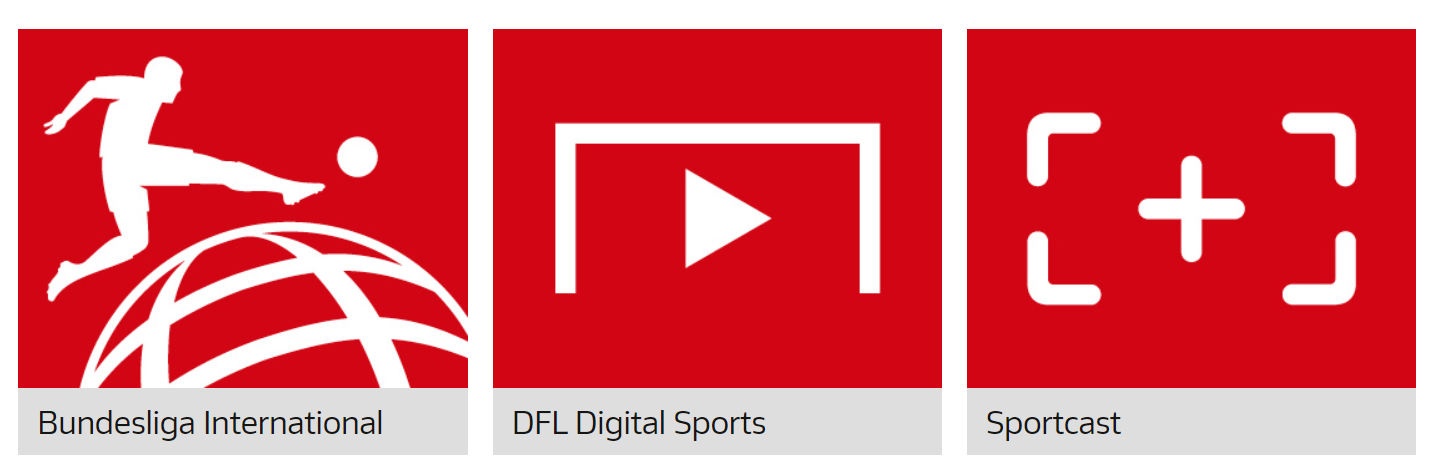 Bundesliga International
DFL Digital Sports
Sportcast